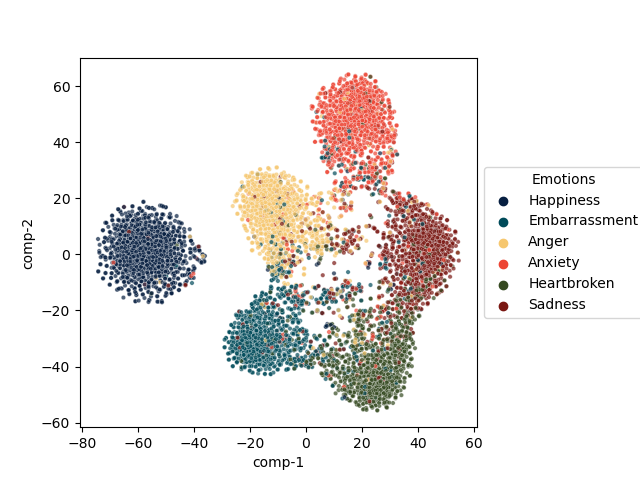 Emotions
Happiness
Embarrassment
Anger
Anxiety
Heartbroken
Sadness
comp-2
60
40
20
0
−20
−40
−60
−80
−60
−40
−20
0
20
40
60
comp-1